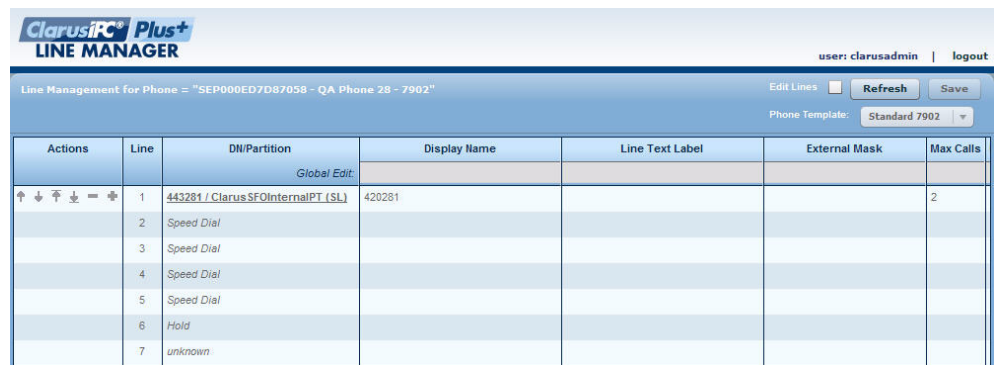 ClarusIPC® Plus+
LINE MANAGER
user: clarusadmin | logout
Line Management for Phone = "SEP000ED7D87058 - QA Phone 28 - 7902"
Edit Lines Refresh Save
Phone Template: Standard 7902
Actions Line DN/Partition Display Name Line Text Label External Mask Max Calls
Global Edit:
1 443281 / ClarusSFOInternalPT (SL) 420281 2
2 Speed Dial
3 Speed Dial
4 Speed Dial
5 Speed Dial
6 Hold
7 unknown